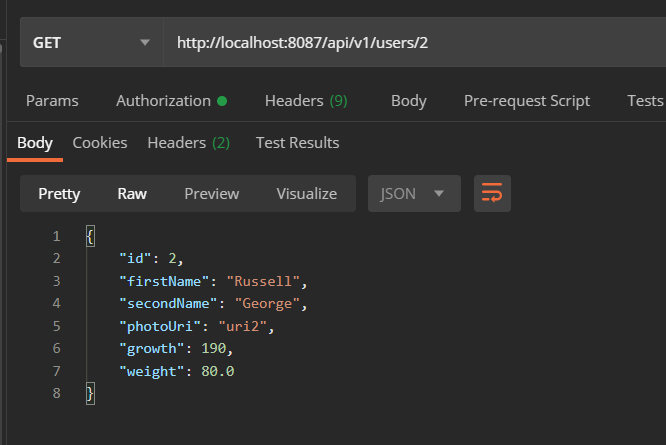 GET http://localhost:8087/api/v1/users/2
Params Authorization Headers (9) Body Pre-request Script Tests
Body Cookies Headers (2) Test Results
Pretty Raw Preview Visualize JSON
1 {
2 "id": 2,
3 "firstName": "Russell",
4 "secondName": "George",
5 "photoUri": "uri2",
6 "growth": 190,
7 "weight": 80.0
8 }